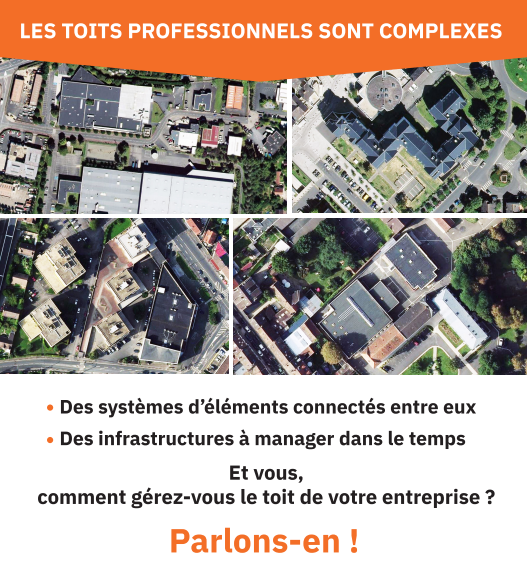 LES TOITS PROFESSIONNELS SONT COMPLEXES
• Des systèmes d’éléments connectés entre eux
• Des infrastructures à manager dans le temps
Et vous,
comment gérez-vous le toit de votre entreprise ?
Parlons-en !